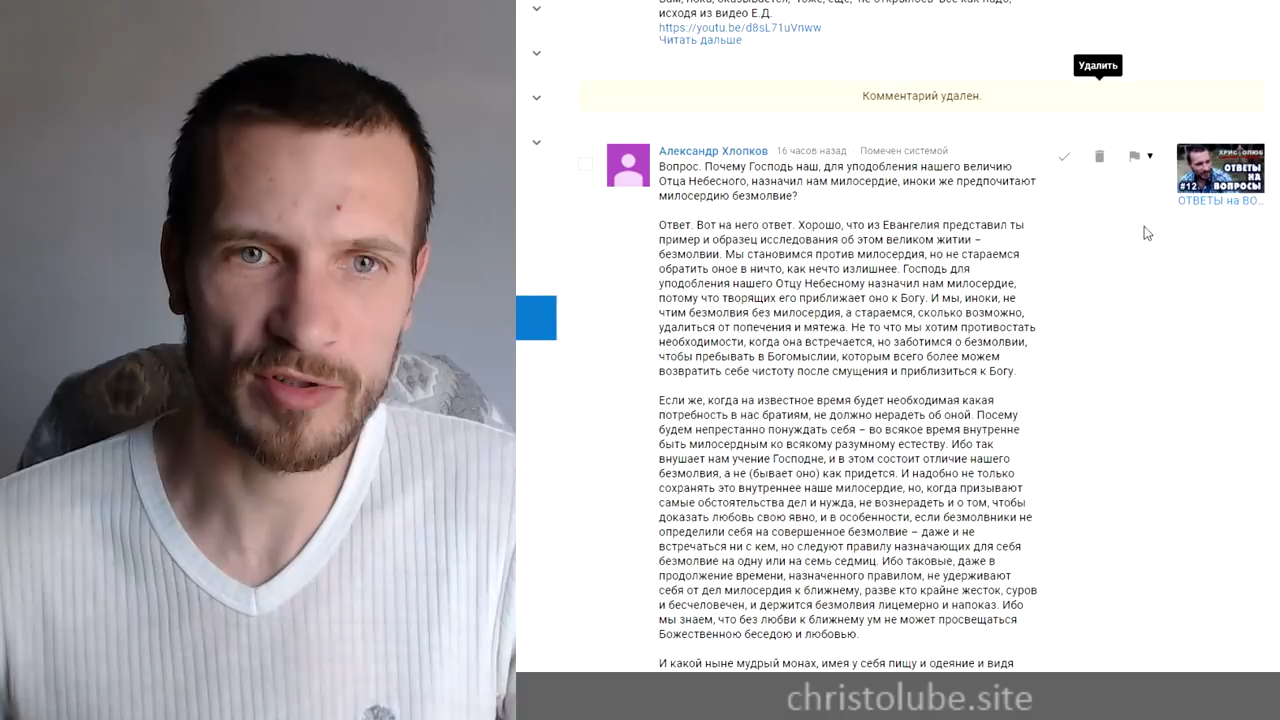 исходя из видео Е.Д.
https://youtu.be/d8sL71uVnww
Читать дальше
Удалить
Комментарий удален.
Александр Хлопков 16 часов назад · Помечен системой
Вопрос. Почему Господь наш, для уподобления нашего величию
Отца Небесного, назначил нам милосердие, иноки же предпочитают
милосердию безмолвие?
Ответ. Вот на него ответ. Хорошо, что из Евангелия представил ты
пример и образец исследования об этом великом житии –
безмолвии. Мы становимся против милосердия, но не стараемся
обратить оное в ничто, как нечто излишнее. Господь для
уподобления нашего Отцу Небесному назначил нам милосердие,
потому что творящих его приближает оно к Богу. И мы, иноки, не
чтим безмолвия без милосердия, а стараемся, сколько возможно,
удалиться от попечения и мятежа. Не то что мы хотим противостать
необходимости, когда она встречается, но заботимся о безмолвии,
чтобы пребывать в Богомыслии, которым всего более можем
возвратить себе чистоту после смущения и приблизиться к Богу.
Если же, когда на известное время будет необходимая какая
потребность в нас братиям, не должно нерадеть об оной. Посему
будем непрестанно понуждать себя – во всякое время внутренне
быть милосердным ко всякому разумному естеству. Ибо так
внушает нам учение Господне, и в этом состоит отличие нашего
безмолвия, а не (бывает оно) как придется. И надобно не только
сохранять это внутреннее наше милосердие, но, когда призывают
самые обстоятельства дел и нужда, не вознерадеть и о том, чтобы
доказать любовь свою явно, и в особенности, если безмолвники не
определили себя на совершенное безмолвие – даже и не
встречаться ни с кем, но следуют правилу назначающих для себя
безмолвие на одну или на семь седмиц. Ибо таковые, даже в
продолжение времени, назначенного правилом, не удерживают
себя от дел милосердия к ближнему, разве кто крайне жесток, суров
и бесчеловечен, и держится безмолвия лицемерно и напоказ. Ибо
мы знаем, что без любви к ближнему ум не может просвещаться
Божественною беседою и любовью.
И какой ныне мудрый монах, имея у себя пищу и одеяние и видя
ХРИСТОЛЮБ
ОТВЕТЫ
НА
#12 ВОПРОСЫ
ОТВЕТЫ на ВО...
christolube.site